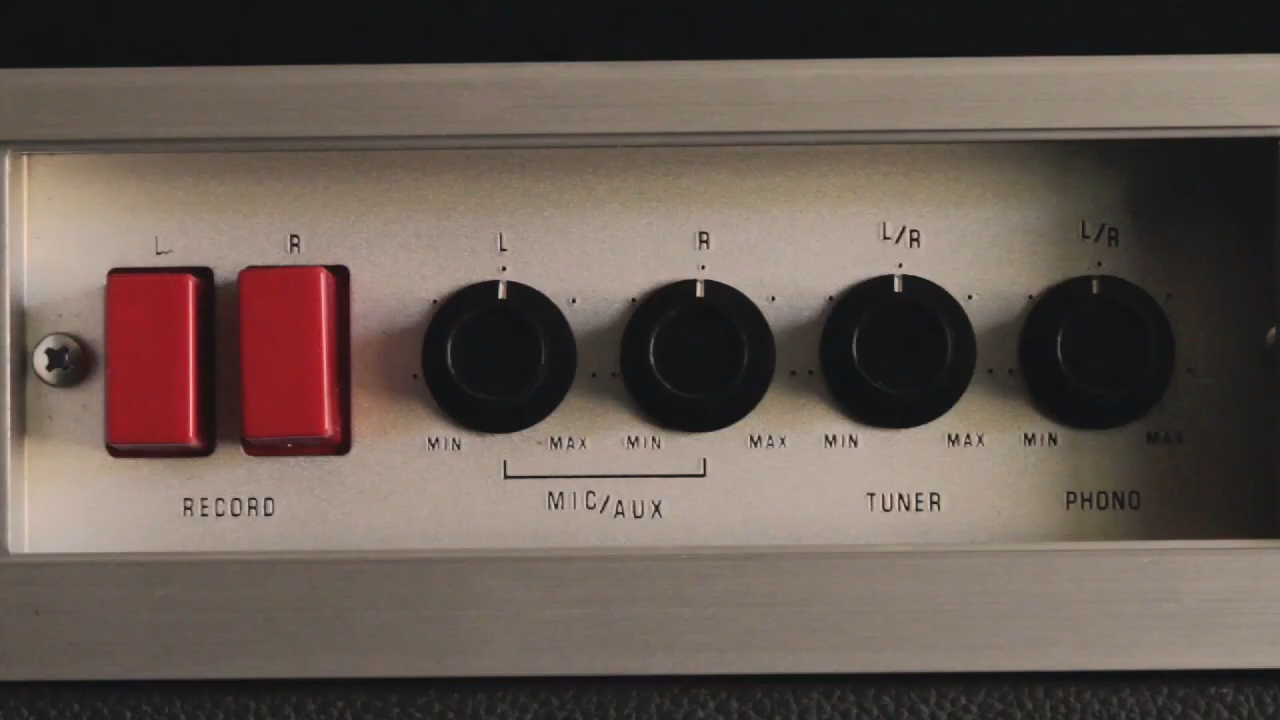 L R L R L/R L/R
MIN MAX MIN MAX MIN MAX MIN MAX
RECORD MIC/AUX TUNER PHONO